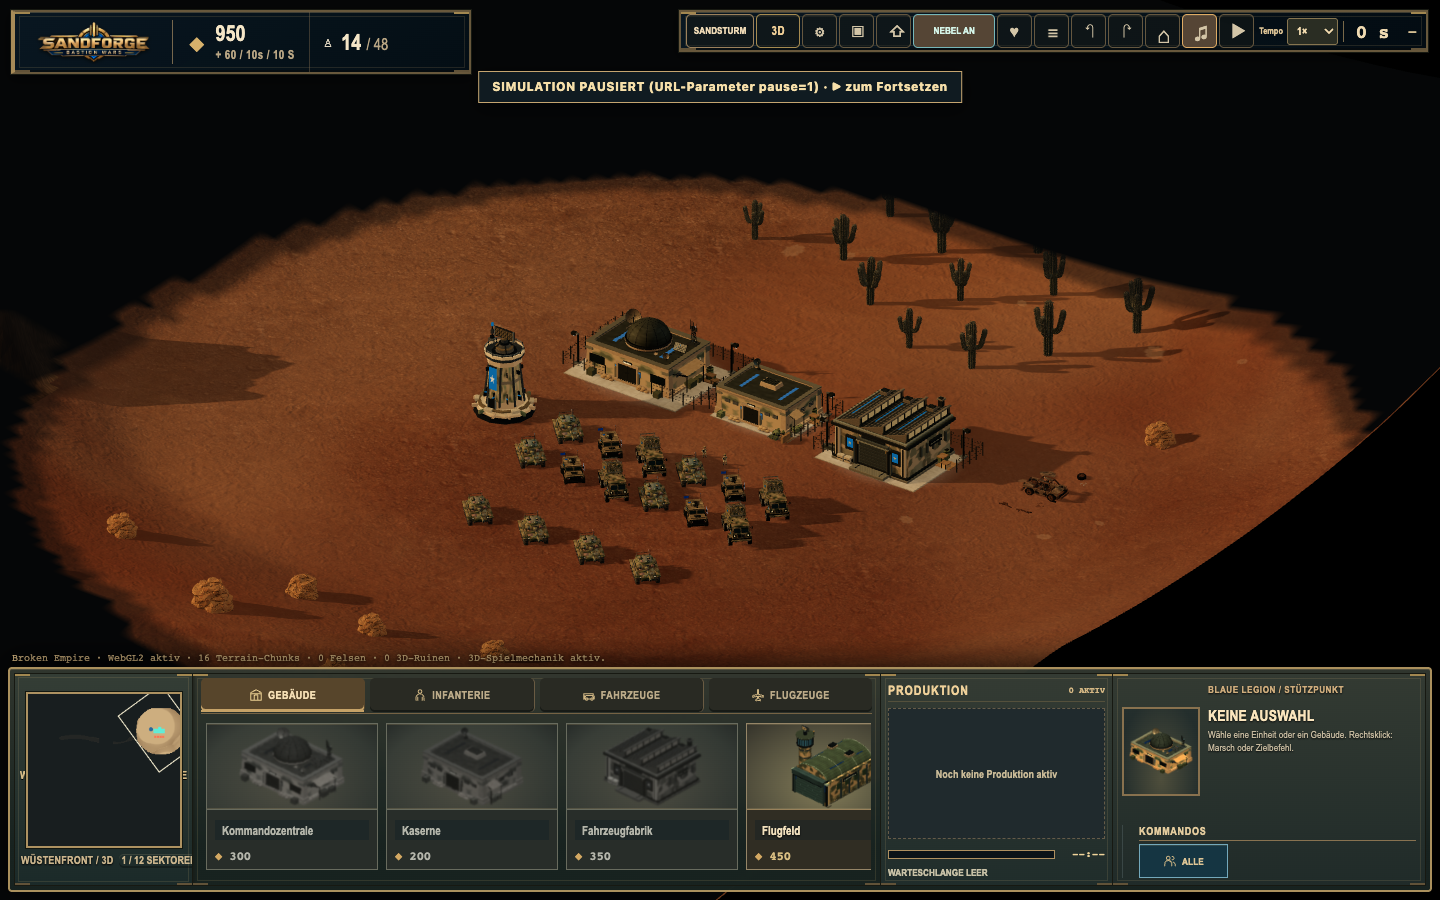 SANDFORGE
BASTION WARS
950
+ 60 / 10s / 10 S
14 / 48
SANDSTURM
3D
NEBEL AN
Tempo
1×
0 s
–
SIMULATION PAUSIERT (URL-Parameter pause=1) · ▶ zum Fortsetzen
Broken Empire · WebGL2 aktiv · 16 Terrain-Chunks · 0 Felsen · 0 3D-Ruinen · 3D-Spielmechanik aktiv.
WÜSTENFRONT / 3D 1 / 12 SEKTOREN
GEBÄUDE
INFANTERIE
FAHRZEUGE
FLUGZEUGE
Kommandozentrale
300
Kaserne
200
Fahrzeugfabrik
350
Flugfeld
450
PRODUKTION
0 AKTIV
Noch keine Produktion aktiv
--:--
WARTESCHLANGE LEER
BLAUE LEGION / STÜTZPUNKT
KEINE AUSWAHL
Wähle eine Einheit oder ein Gebäude. Rechtsklick:
Marsch oder Zielbefehl.
KOMMANDOS
ALLE